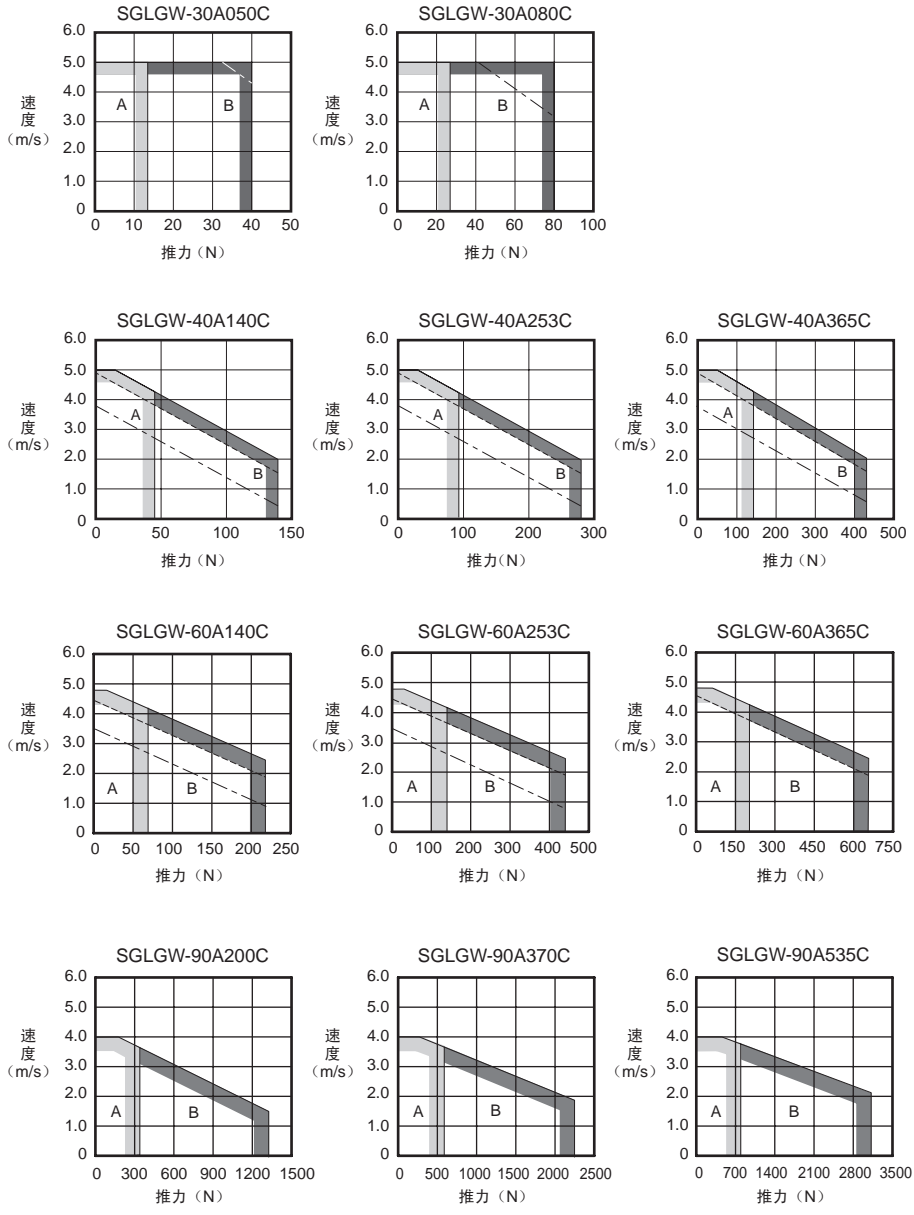 SGLGW-30A050C
6.0
5.0
4.0
3.0
2.0
1.0
0
速度
（m/s）
A
B
0 10 20 30 40 50
推力（N）
SGLGW-30A080C
6.0
5.0
4.0
3.0
2.0
1.0
0
速度
（m/s）
A
B
0 20 40 60 80 100
推力（N）
SGLGW-40A140C
6.0
5.0
4.0
3.0
2.0
1.0
0
速度
（m/s）
A
B
0 50 100 150
推力（N）
SGLGW-40A253C
6.0
5.0
4.0
3.0
2.0
1.0
0
速度
（m/s）
A
B
0 100 200 300
推力(N）
SGLGW-40A365C
6.0
5.0
4.0
3.0
2.0
1.0
0
速度
（m/s）
A
B
0 100 200 300 400 500
推力（N）
SGLGW-60A140C
6.0
5.0
4.0
3.0
2.0
1.0
0
速度
（m/s）
A
B
0 50 100 150 200 250
推力（N）
SGLGW-60A253C
6.0
5.0
4.0
3.0
2.0
1.0
0
速度
（m/s）
A
B
0 100 200 300 400 500
推力（N）
SGLGW-60A365C
6.0
5.0
4.0
3.0
2.0
1.0
0
速度
（m/s）
A
B
0 150 300 450 600 750
推力（N）
SGLGW-90A200C
6.0
5.0
4.0
3.0
2.0
1.0
0
速度
（m/s）
A
B
0 300 600 900 1200 1500
推力（N）
SGLGW-90A370C
6.0
5.0
4.0
3.0
2.0
1.0
0
速度
（m/s）
A
B
0 500 1000 1500 2000 2500
推力（N）
SGLGW-90A535C
6.0
5.0
4.0
3.0
2.0
1.0
0
速度
（m/s）
A
B
0 700 1400 2100 2800 3500
推力（N）